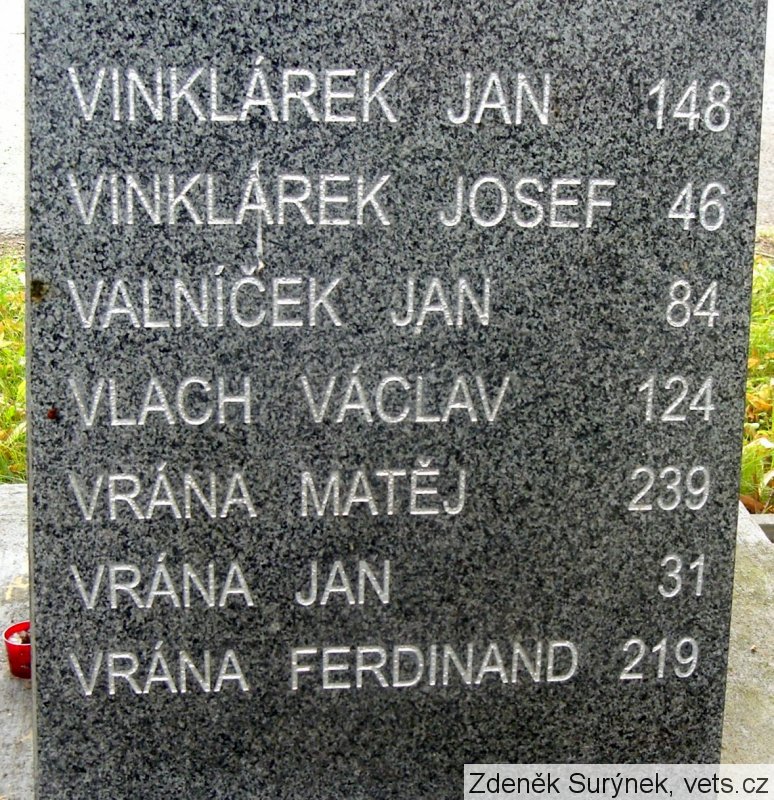 VINKLÁREK JAN 148
VINKLÁREK JOSEF 46
VALNÍČEK JAN 84
VLACH VÁCLAV 124
VRÁNA MATĚJ 239
VRÁNA JAN 31
VRÁNA FERDINAND 219
Zdeněk Surýnek, vets.cz